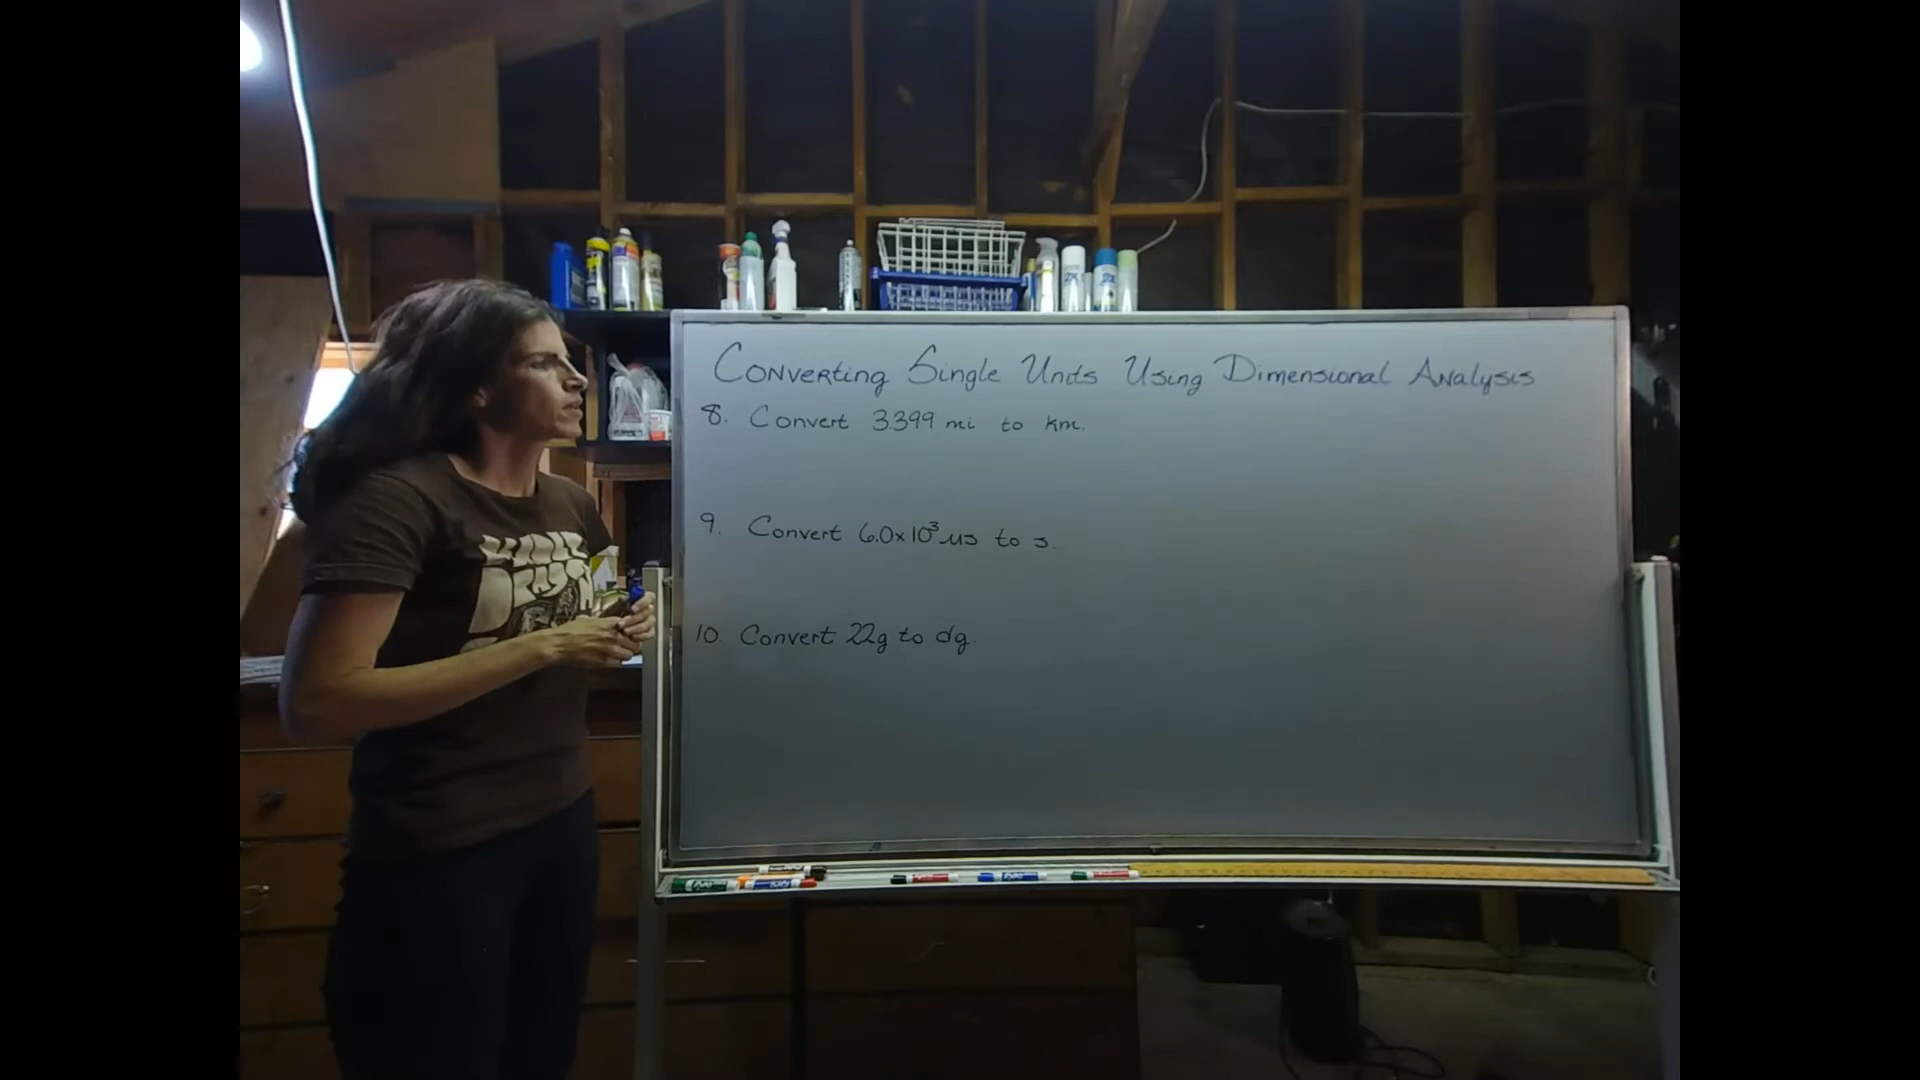 Converting Single Units Using Dimensional Analysis
8. Convert 3.399 mi to km.
9. Convert 6.0x10³ µs to s.
10. Convert 22g to dg.